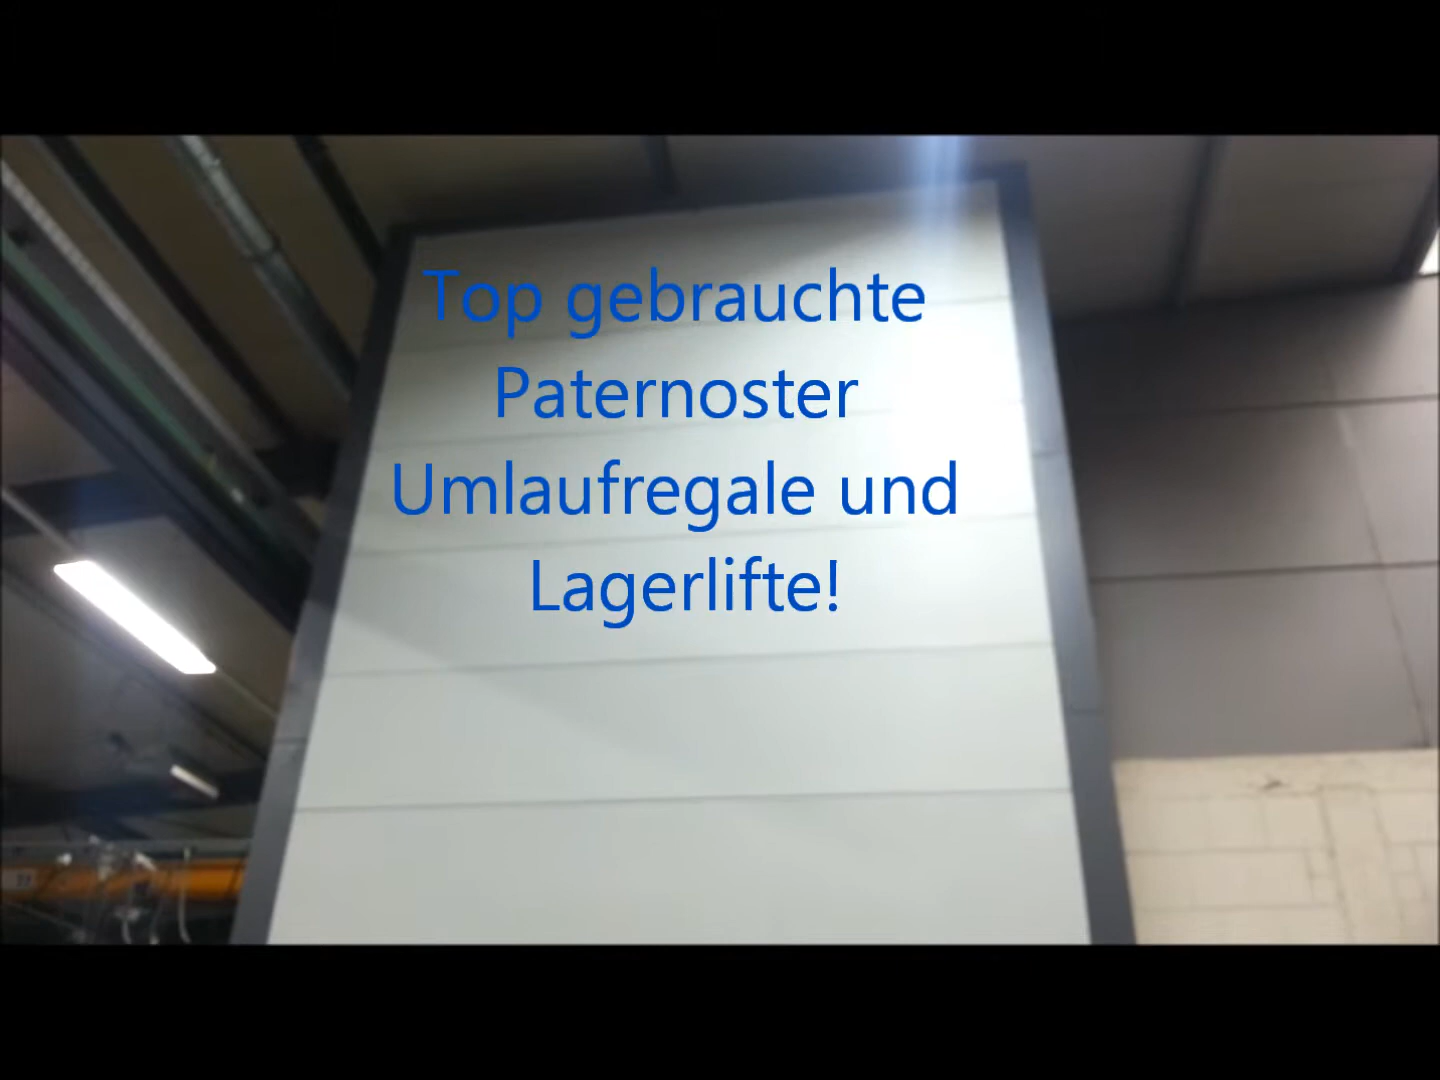 Top gebrauchte
Paternoster
Umlaufregale und
Lagerlifte!